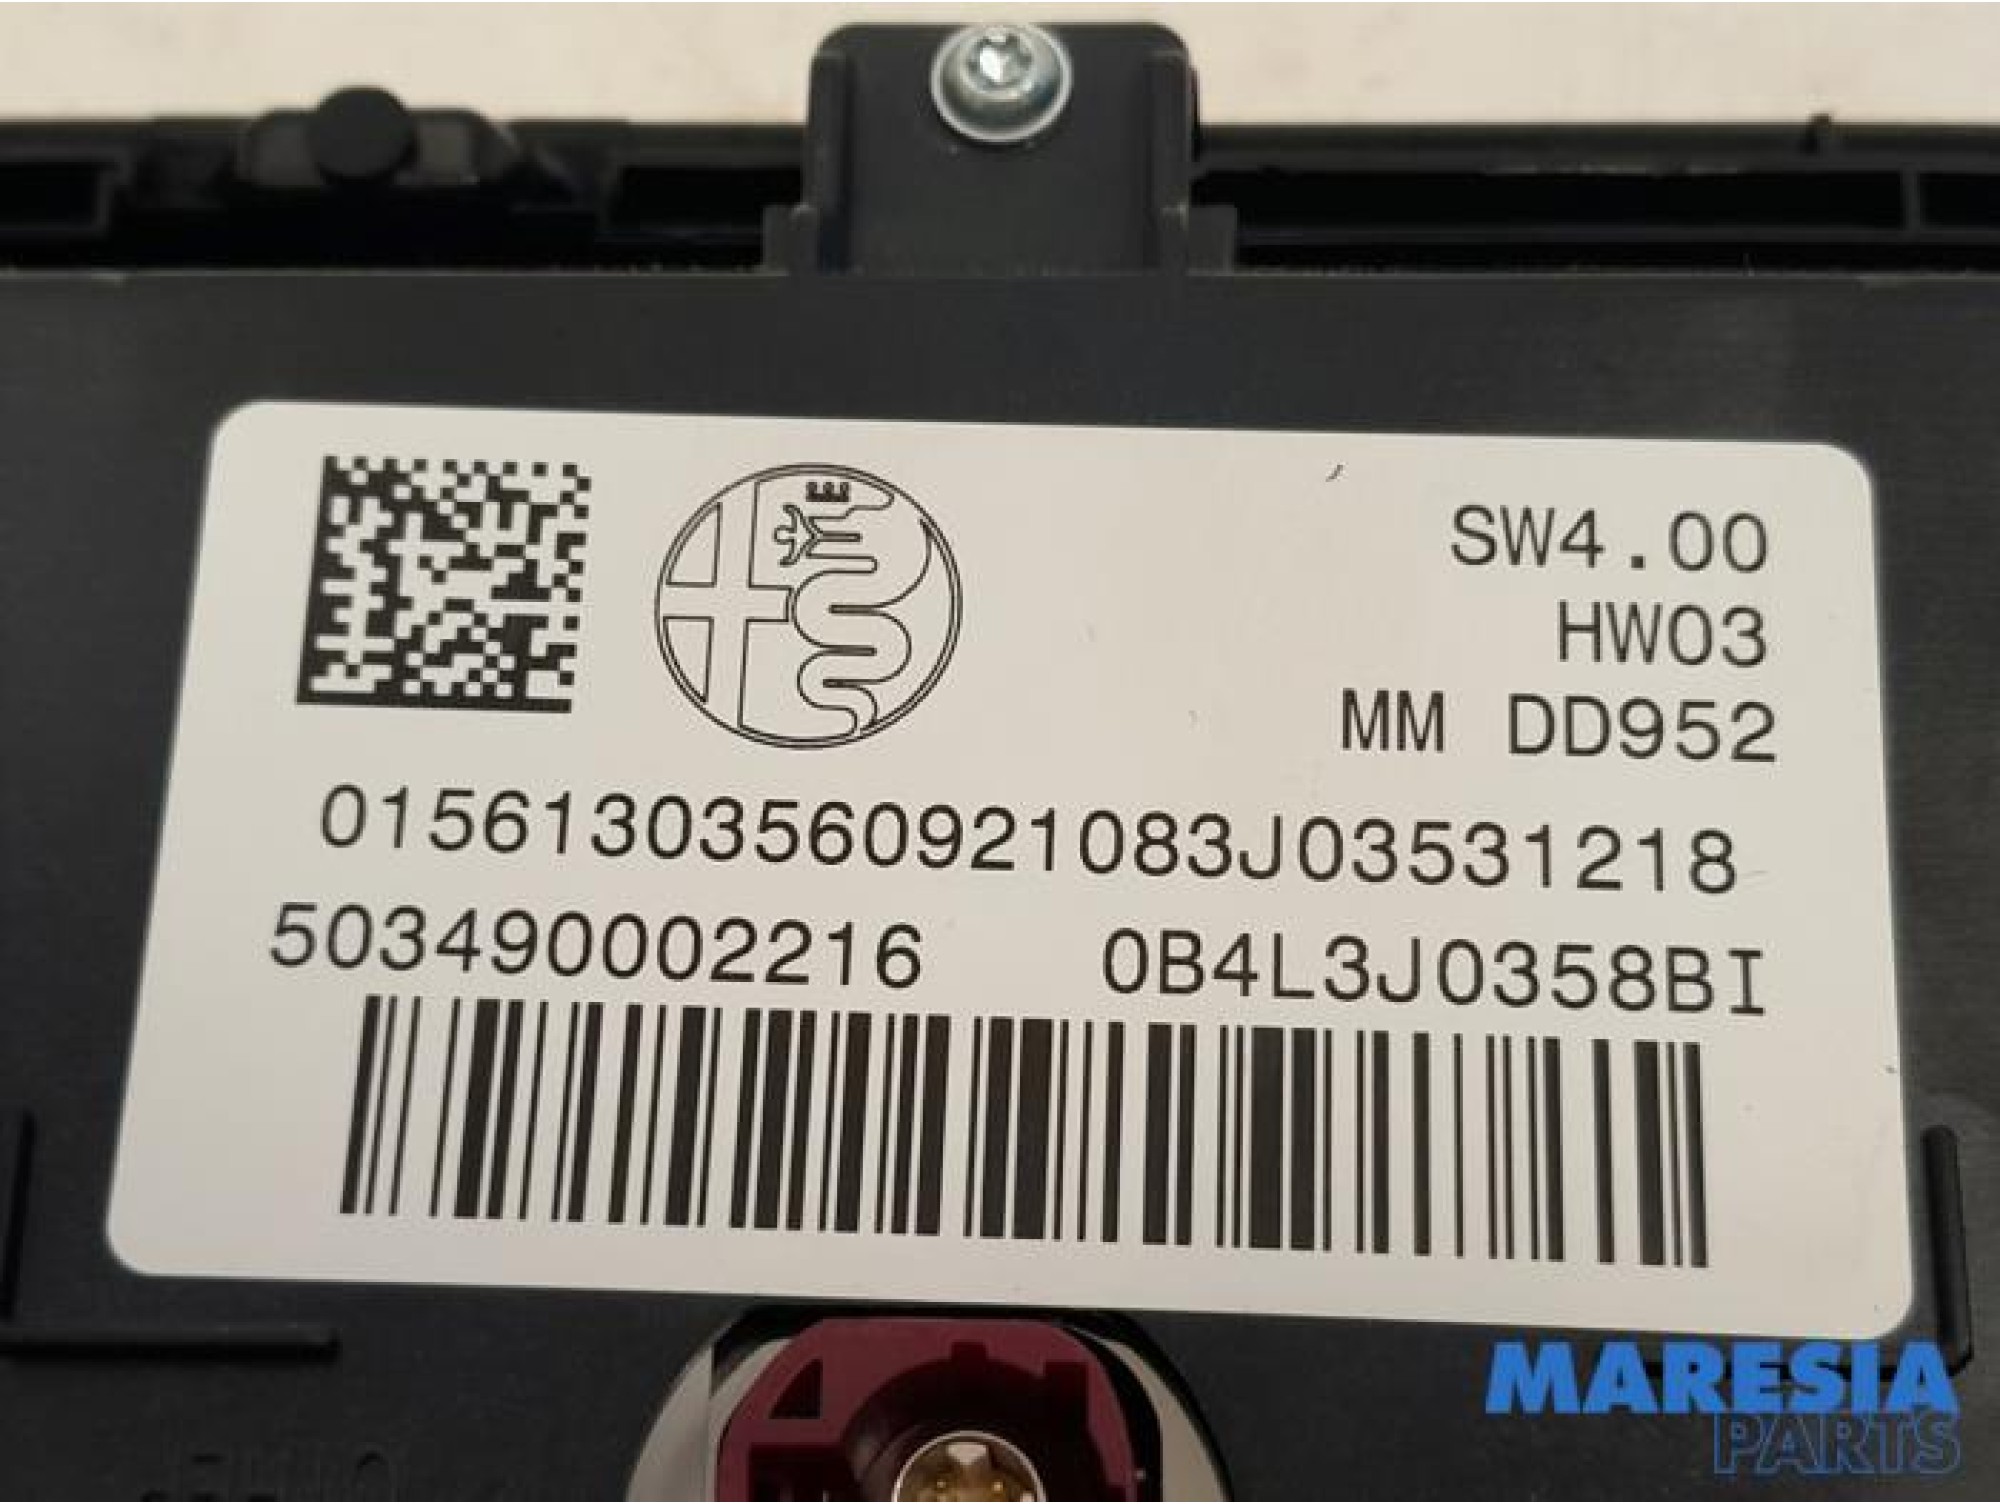 SW4.00
HW03
MM DD952
01561303560921083J03531218
503490002216 0B4L3J0358BI
MARESIA
PARTS